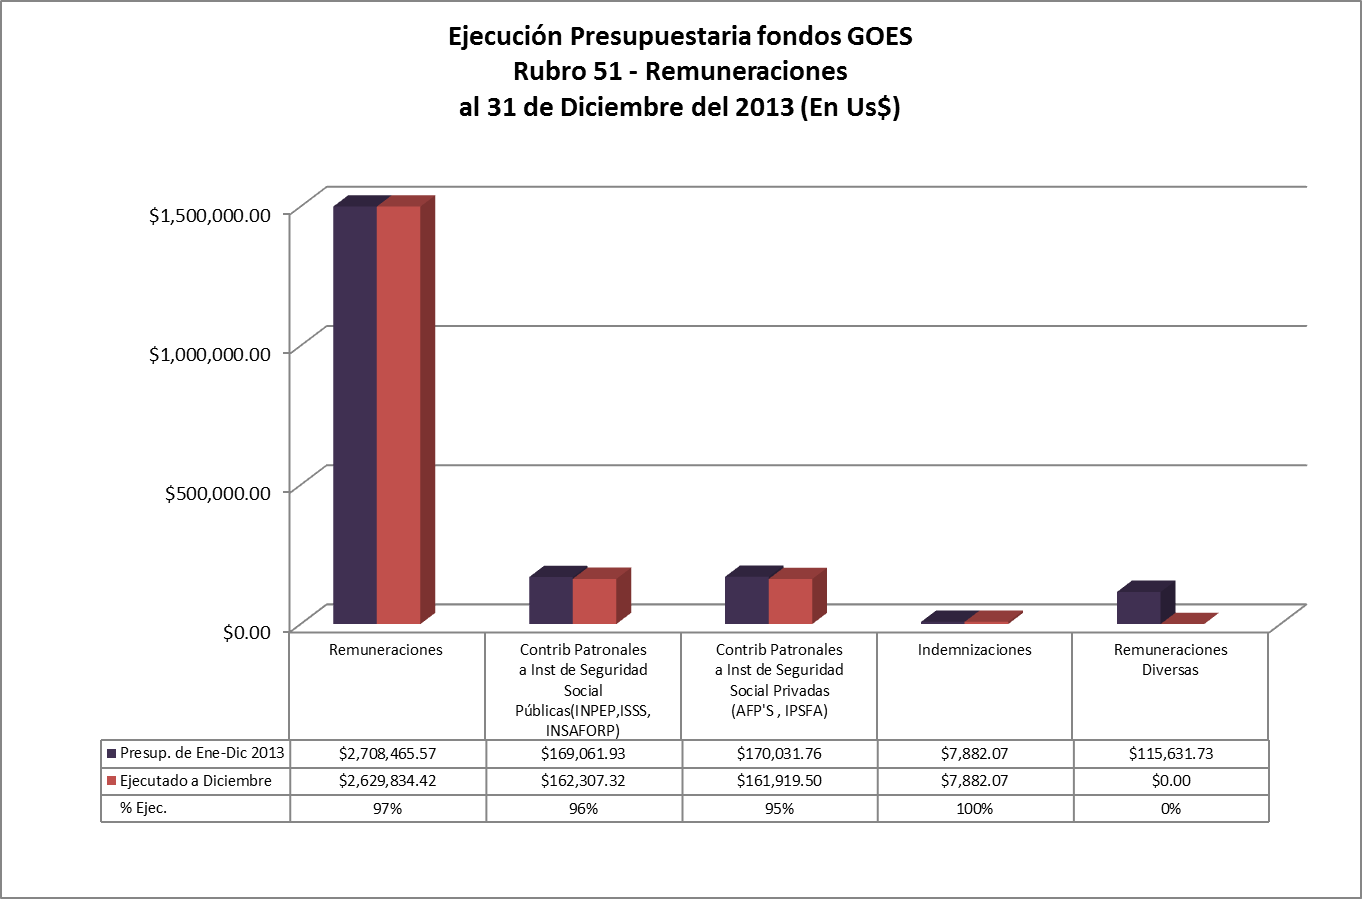 Ejecución Presupuestaria fondos GOES
Rubro 51 - Remuneraciones
al 31 de Diciembre del 2013 (En Us$)
$1,500,000.00
$1,000,000.00
$500,000.00
$0.00
Remuneraciones
Contrib Patronales
a Inst de Seguridad
Social
Públicas(INPEP,ISSS,
INSAFORP)
Contrib Patronales
a Inst de Seguridad
Social Privadas
(AFP'S , IPSFA)
Indemnizaciones
Remuneraciones
Diversas
Presup. de Ene-Dic 2013 $2,708,465.57 $169,061.93 $170,031.76 $7,882.07 $115,631.73
Ejecutado a Diciembre $2,629,834.42 $162,307.32 $161,919.50 $7,882.07 $0.00
% Ejec. 97% 96% 95% 100% 0%